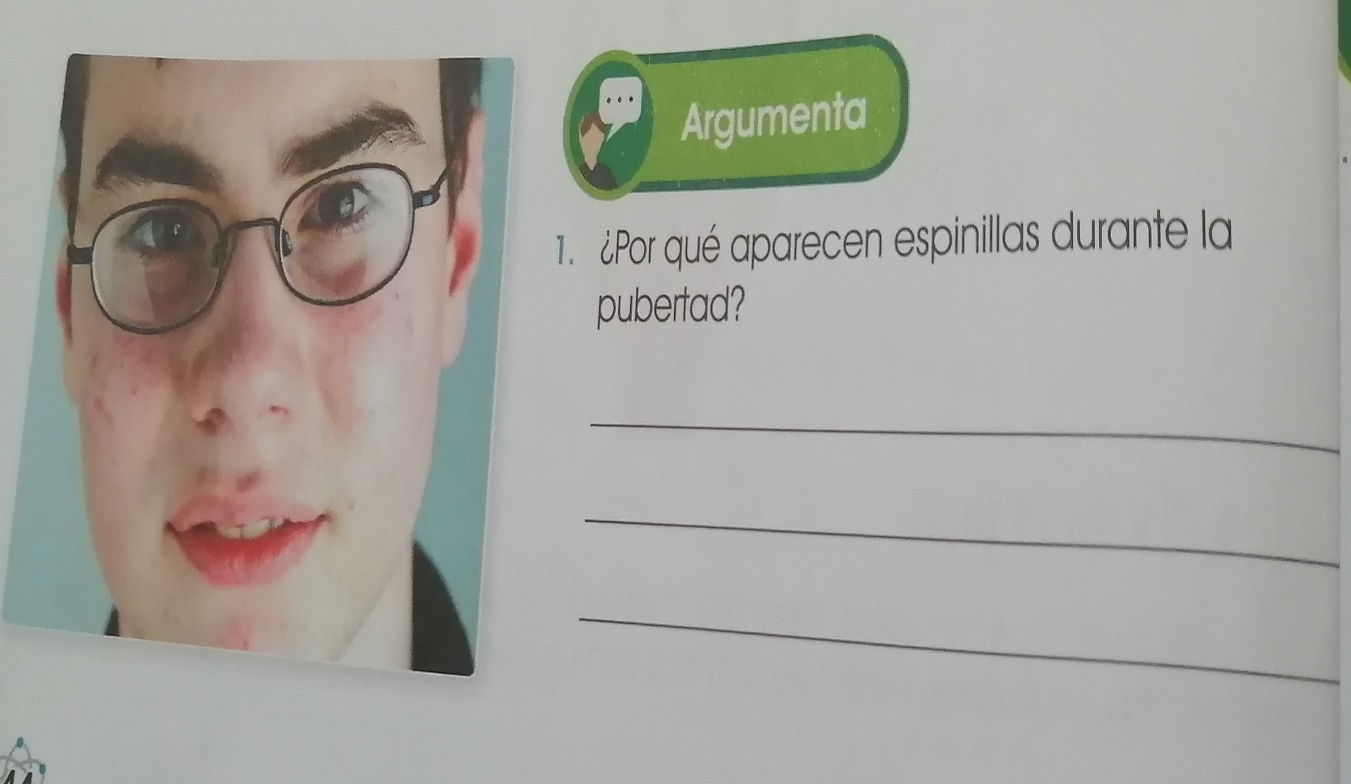 Argumenta
1. ¿Por qué aparecen espinillas durante la
pubertad?